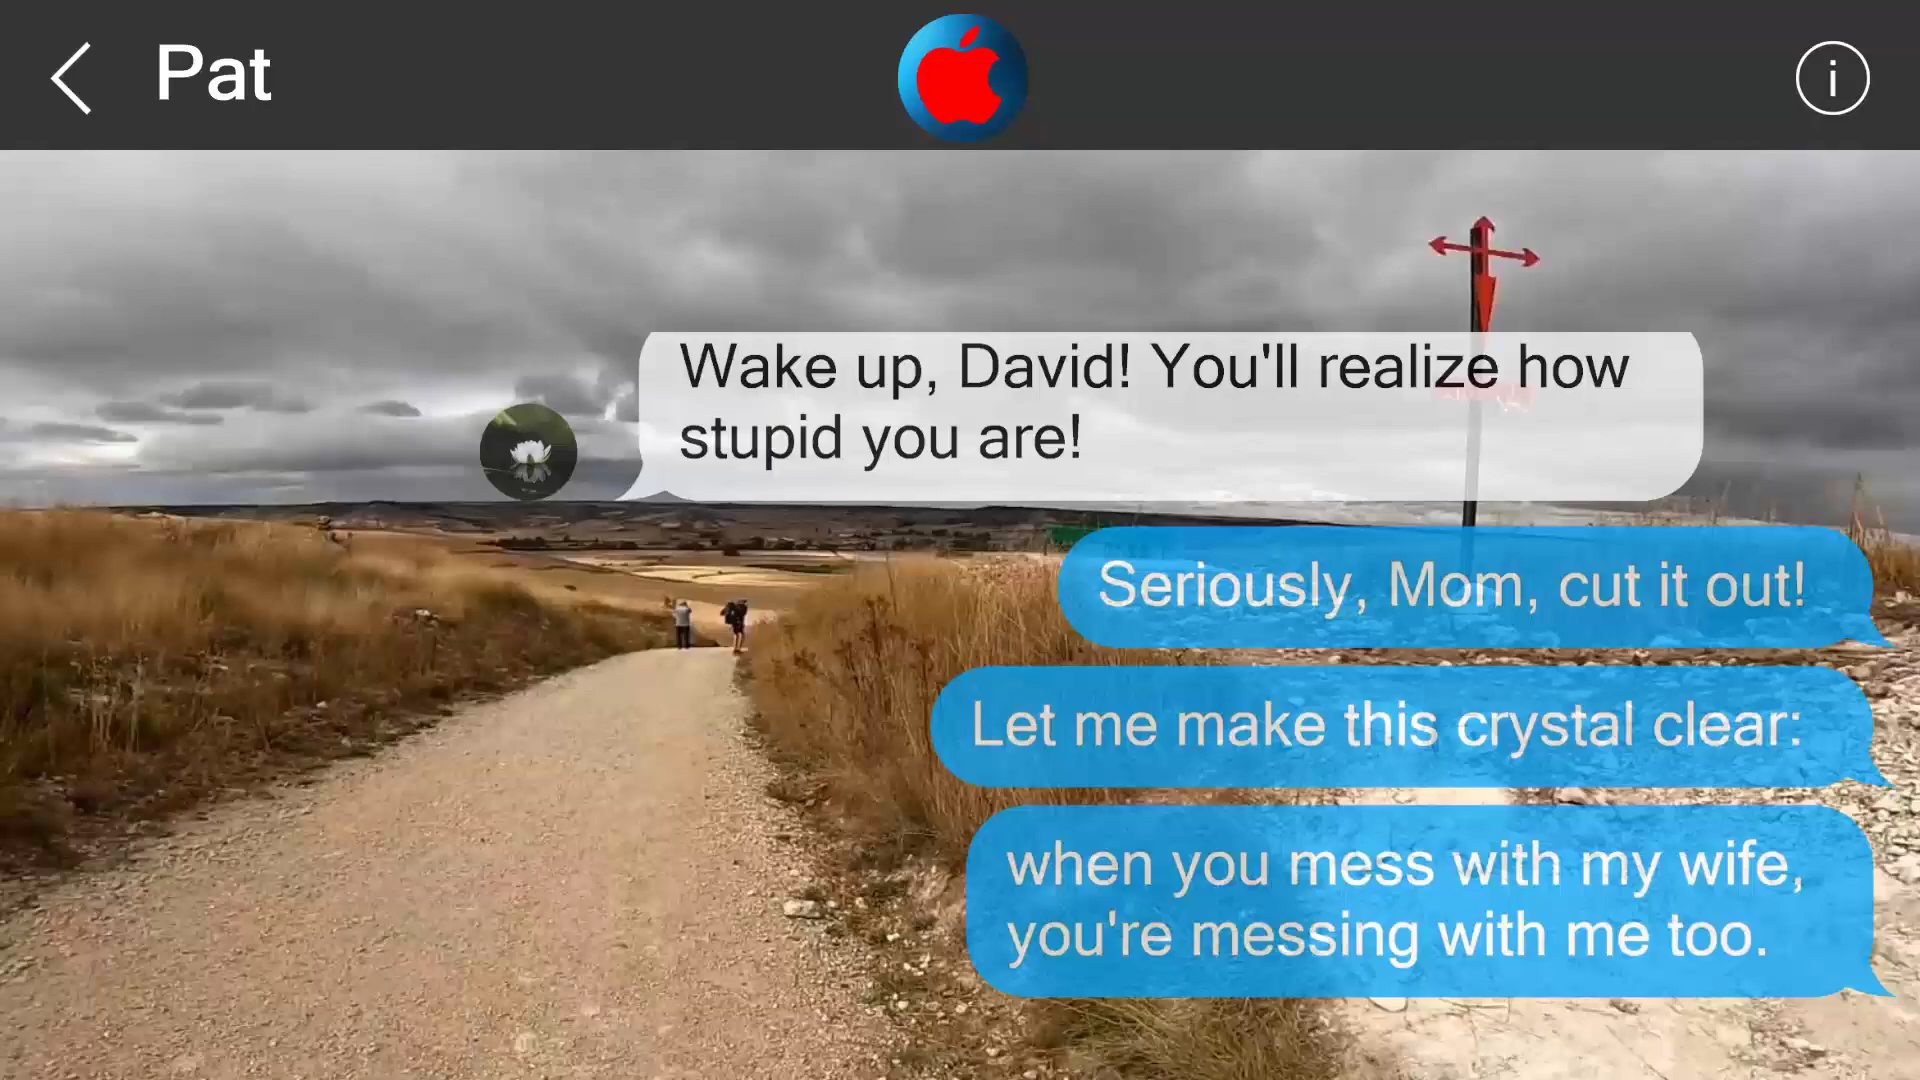 Pat
Wake up, David! You'll realize how
stupid you are!
Seriously, Mom, cut it out!
Let me make this crystal clear:
when you mess with my wife,
you're messing with me too.